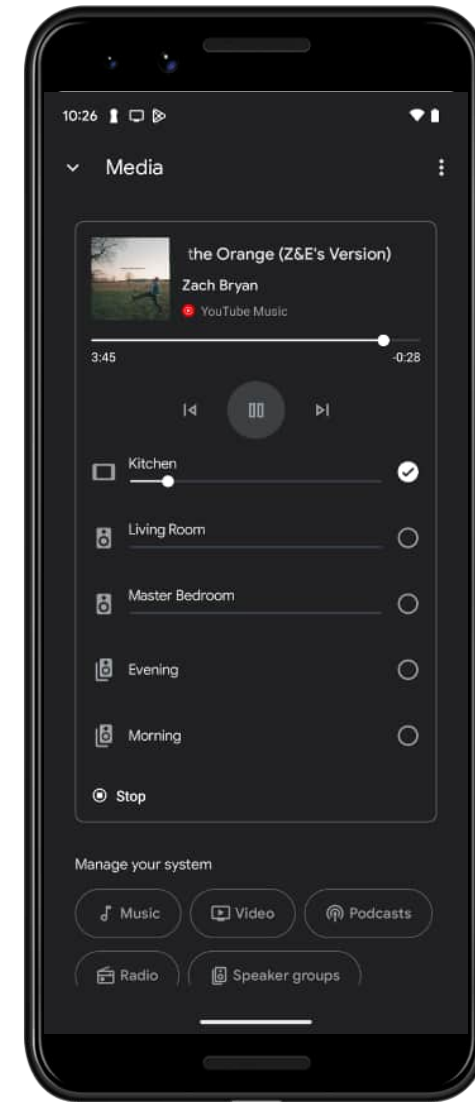 10:26
Media
the Orange (Z&E's Version)
Zach Bryan
YouTube Music
3:45 -0:28
Kitchen
Living Room
Master Bedroom
Evening
Morning
Stop
Manage your system
Music Video Podcasts
Radio Speaker groups